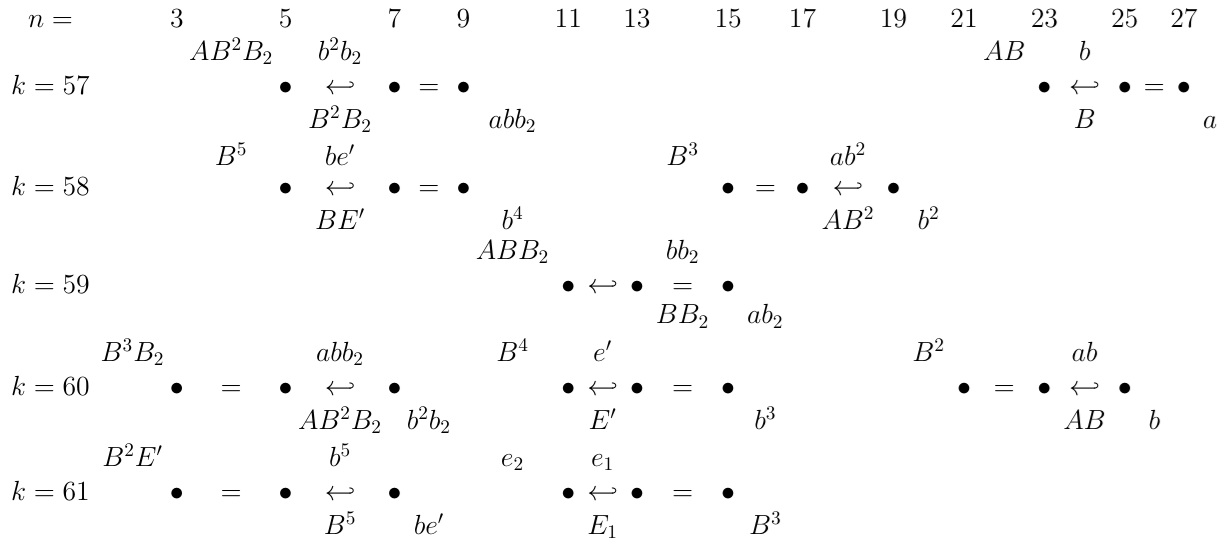 n = 3 5 7 9 11 13 15 17 19 21 23 25 27
AB²B₂ b²b₂ AB b
k = 57 • ↩ • = • • ↩ • = •
B²B₂ abb₂ B a
B⁵ be′ B³ ab²
k = 58 • ↩ • = • • = • ↩ •
BE′ b⁴ AB² b²
ABB₂ bb₂
k = 59 • ↩ • = •
BB₂ ab₂
B³B₂ abb₂ B⁴ e′ B² ab
k = 60 • = • ↩ • • ↩ • = • • = • ↩ •
AB²B₂ b²b₂ E′ b³ AB b
B²E′ b⁵ e₂ e₁
k = 61 • = • ↩ • • ↩ • = •
B⁵ be′ E₁ B³